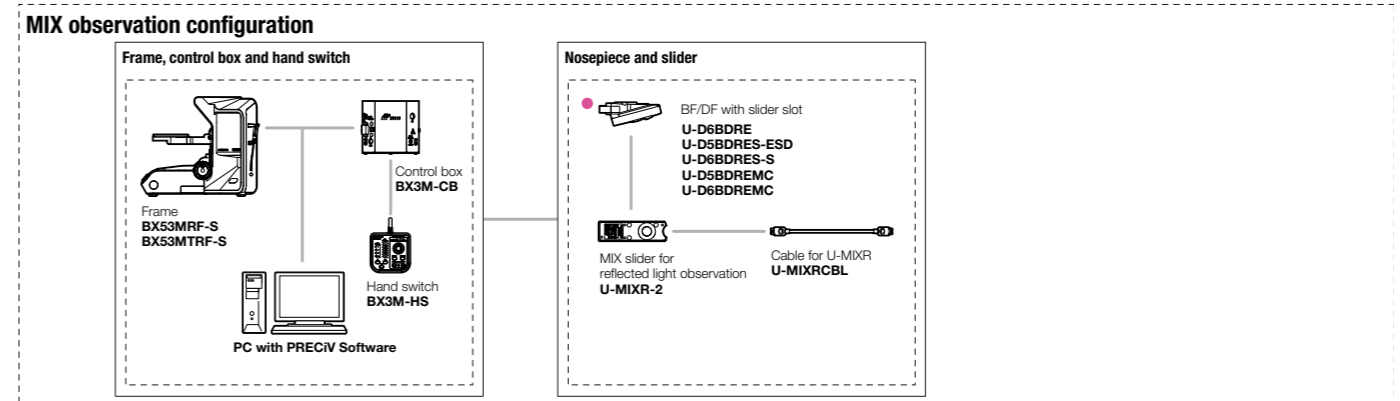 MIX observation configuration
Frame, control box and hand switch
Frame
BX53MRF-S
BX53MTRF-S
Control box
BX3M-CB
Hand switch
BX3M-HS
PC with PRECiV Software
Nosepiece and slider
BF/DF with slider slot
U-D6BDRE
U-D5BDRES-ESD
U-D6BDRES-S
U-D5BDREMC
U-D6BDREMC
MIX slider for
reflected light observation
U-MIXR-2
Cable for U-MIXR
U-MIXRCBL